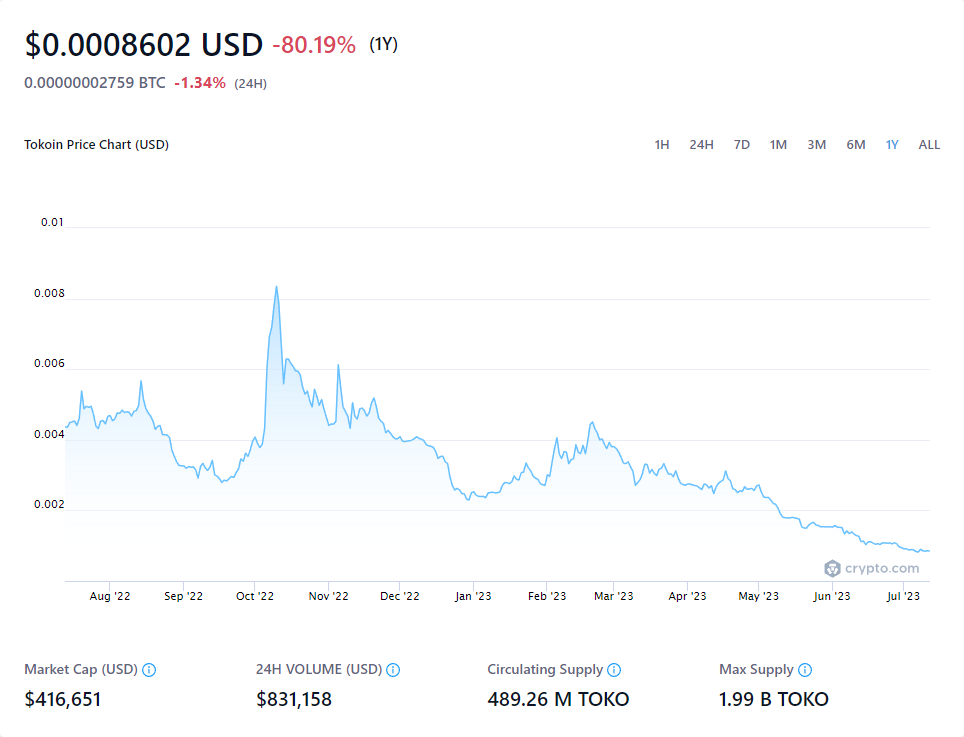 $0.0008602 USD -80.19% (1Y)
0.00000002759 BTC -1.34% (24H)
Tokoin Price Chart (USD) 1H 24H 7D 1M 3M 6M 1Y ALL
0.01
0.008
0.006
0.004
0.002
crypto.com
Aug '22 Sep '22 Oct '22 Nov '22 Dec '22 Jan '23 Feb '23 Mar '23 Apr '23 May '23 Jun '23 Jul '23
Market Cap (USD) 24H VOLUME (USD) Circulating Supply Max Supply
$416,651 $831,158 489.26 M TOKO 1.99 B TOKO